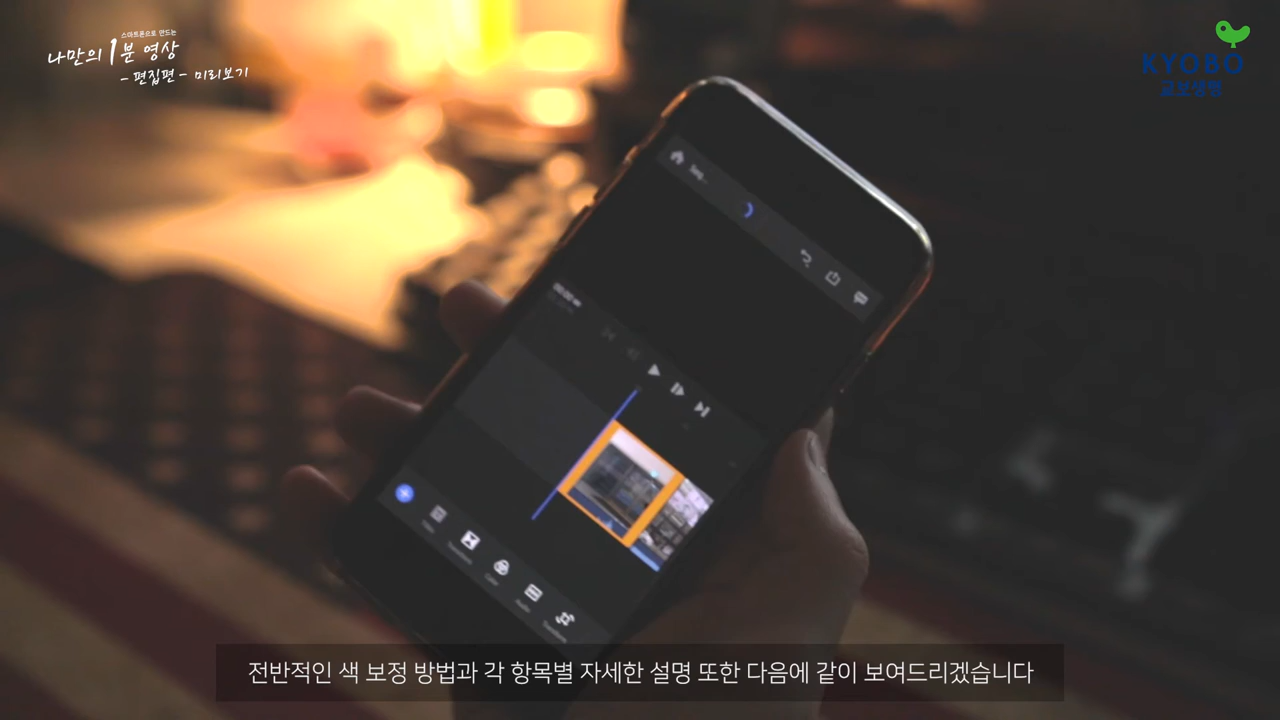 스마트폰으로 만드는
나만의 1분 영상
- 편집편 - 미리보기
KYOBO
교보생명
전반적인 색 보정 방법과 각 항목별 자세한 설명 또한 다음에 같이 보여드리겠습니다